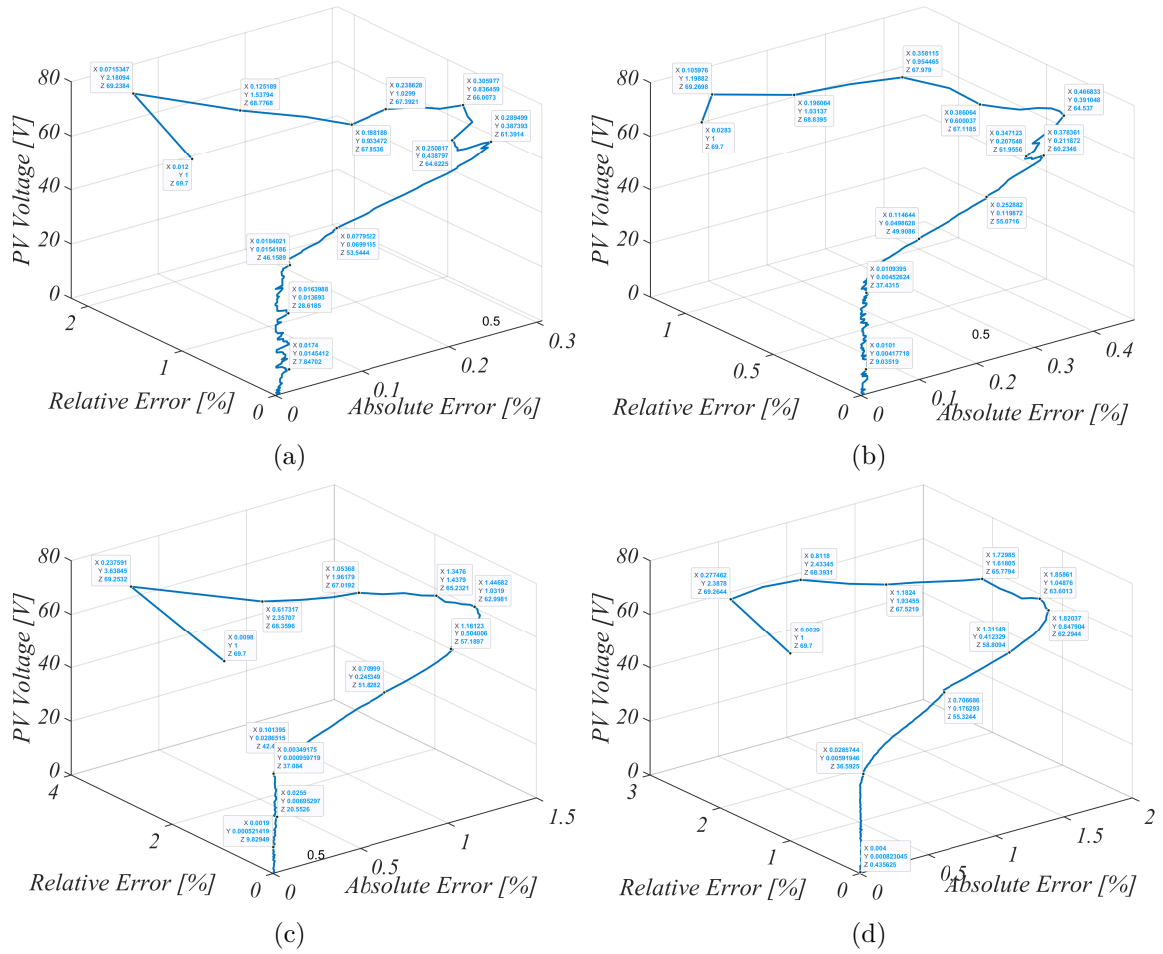 80
60
40
20
0
PV Voltage [V]
2
1
0
Relative Error [%]
0
0.1
0.2
0.3
0.5
Absolute Error [%]
X 0.0715347
Y 2.18094
Z 69.2384
X 0.125189
Y 1.53794
Z 68.7768
X 0.238628
Y 1.0299
Z 67.3921
X 0.305977
Y 0.836459
Z 66.0073
X 0.289499
Y 0.387393
Z 61.3914
X 0.188188
Y 0.933472
Z 67.8536
X 0.250817
Y 0.438797
Z 64.6225
X 0.012
Y 1
Z 69.7
X 0.0184021
Y 0.0154186
Z 46.1589
X 0.0779522
Y 0.0699155
Z 53.5444
X 0.0163988
Y 0.013693
Z 28.6185
X 0.0174
Y 0.0145412
Z 7.84702
(a)
80
60
40
20
0
PV Voltage [V]
1
0.5
0
Relative Error [%]
0
0.1
0.2
0.3
0.4
0.5
Absolute Error [%]
X 0.105976
Y 1.19882
Z 69.2698
X 0.358115
Y 0.954465
Z 67.979
X 0.466833
Y 0.391048
Z 64.537
X 0.196064
Y 1.03137
Z 68.8395
X 0.386064
Y 0.600037
Z 67.1185
X 0.0283
Y 1
Z 69.7
X 0.347123
Y 0.207548
Z 61.9556
X 0.378361
Y 0.211872
Z 60.2346
X 0.252882
Y 0.119872
Z 55.0716
X 0.114644
Y 0.0498628
Z 49.9086
X 0.0109395
Y 0.00452624
Z 37.4315
X 0.0101
Y 0.00417718
Z 9.03519
(b)
80
60
40
20
0
PV Voltage [V]
4
2
0
Relative Error [%]
0
0.5
0.5
1
1.5
Absolute Error [%]
X 0.237591
Y 3.63845
Z 69.2532
X 1.05368
Y 1.96179
Z 67.0192
X 1.3476
Y 1.4379
Z 65.2321
X 1.44682
Y 1.0319
Z 62.9981
X 0.617317
Y 2.35707
Z 68.3596
X 1.16123
Y 0.504006
Z 57.1897
X 0.0098
Y 1
Z 69.7
X 0.70999
Y 0.245349
Z 51.8282
X 0.101395
Y 0.0286515
X 0.00349175
Y 0.000959719
Z 37.084
X 0.0255
Y 0.00695297
Z 20.5526
X 0.0019
Y 0.000521419
Z 9.82949
(c)
80
60
40
20
0
PV Voltage [V]
3
2
1
0
Relative Error [%]
0
0.5
1
1.5
2
Absolute Error [%]
X 0.277462
Y 2.3878
Z 69.2644
X 0.8118
Y 2.43345
Z 68.3931
X 1.72985
Y 1.61805
Z 65.7794
X 1.85861
Y 1.04876
Z 63.6013
X 1.1824
Y 1.93455
Z 67.5219
X 1.82037
Y 0.847904
Z 62.2944
X 0.0029
Y 1
Z 69.7
X 1.31149
Y 0.412329
Z 58.8094
X 0.706686
Y 0.176293
Z 55.3244
X 0.0285744
Y 0.00591946
Z 36.5925
X 0.004
Y 0.000823045
Z 0.435625
(d)